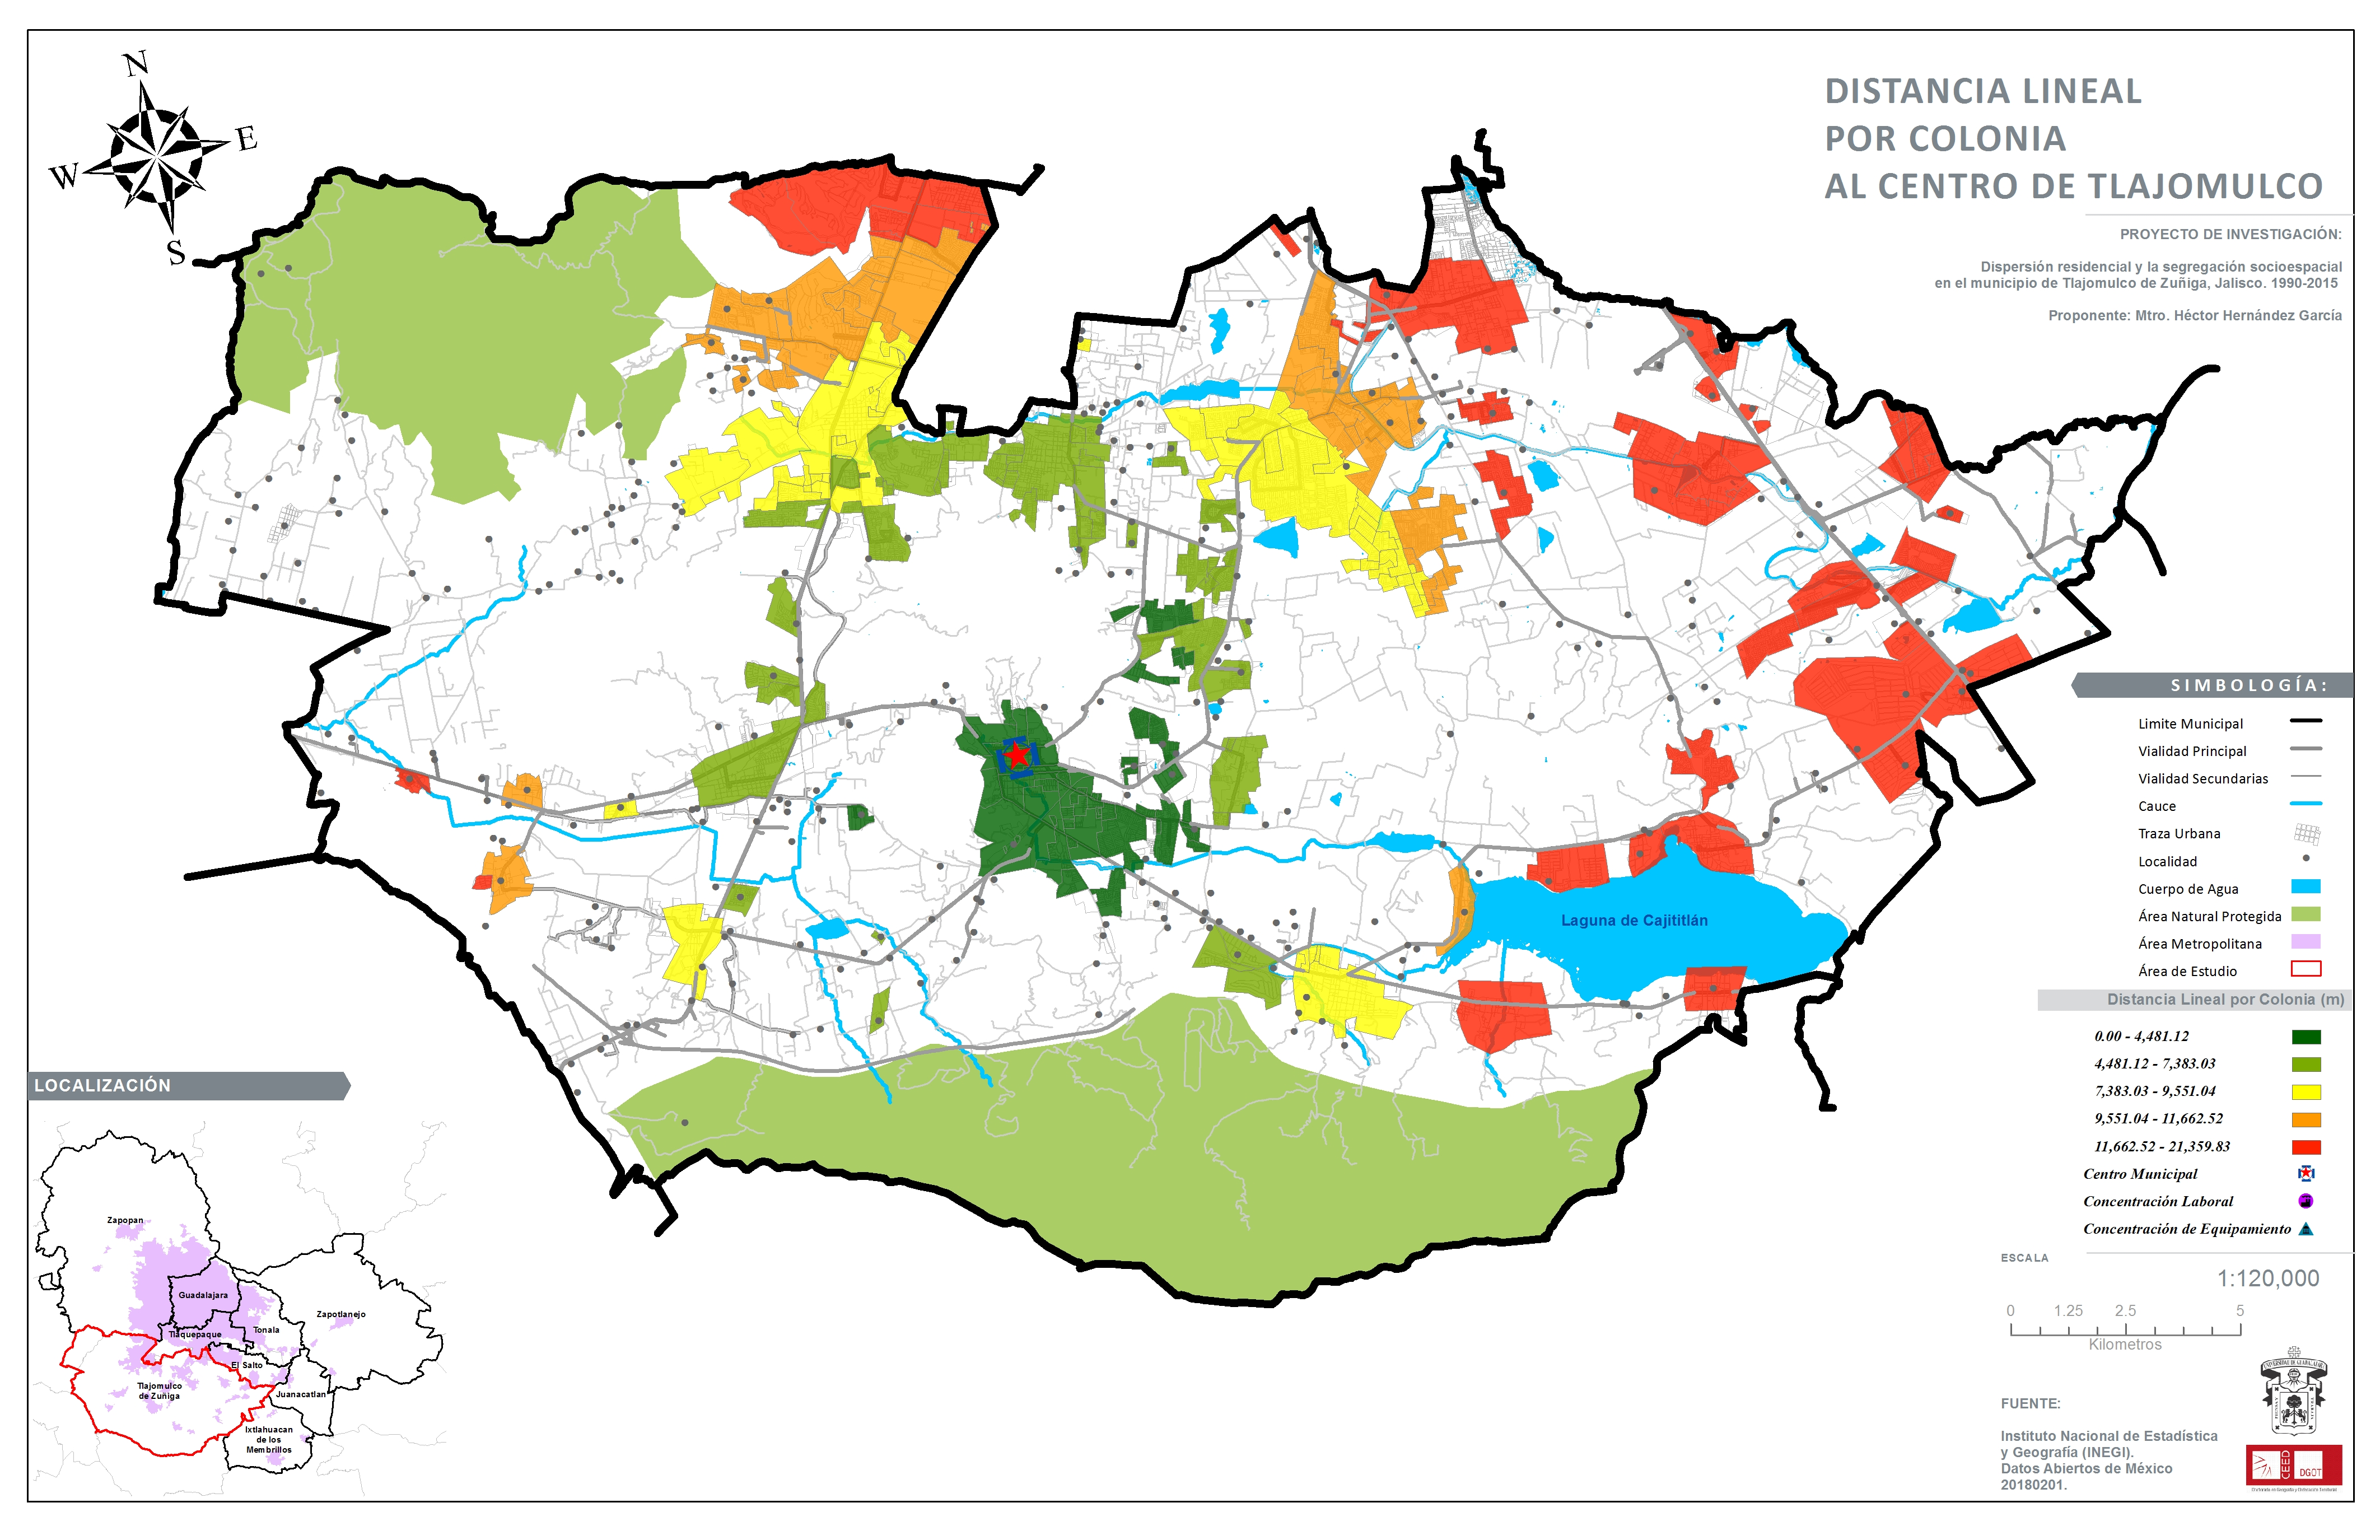 N
E
W
S
DISTANCIA LINEAL
POR COLONIA
AL CENTRO DE TLAJOMULCO
PROYECTO DE INVESTIGACIÓN:
Dispersión residencial y la segregación socioespacial
en el municipio de Tlajomulco de Zuñiga, Jalisco. 1990-2015
Proponente: Mtro. Héctor Hernández García
Laguna de Cajititlán
SIMBOLOGÍA:
Limite Municipal
Vialidad Principal
Vialidad Secundarias
Cauce
Traza Urbana
Localidad
Cuerpo de Agua
Área Natural Protegida
Área Metropolitana
Área de Estudio
Distancia Lineal por Colonia (m)
0.00 - 4,481.12
4,481.12 - 7,383.03
7,383.03 - 9,551.04
9,551.04 - 11,662.52
11,662.52 - 21,359.83
Centro Municipal
Concentración Laboral
Concentración de Equipamiento
ESCALA
1:120,000
0 1.25 2.5 5
Kilometros
FUENTE:
Instituto Nacional de Estadística
y Geografía (INEGI).
Datos Abiertos de México
20180201.
CEED
DGOT
LOCALIZACIÓN
Zapopan
Guadalajara
Zapotlanejo
Tonala
Tlaquepaque
El Salto
Tlajomulco
de Zuñiga
Juanacatlan
Ixtlahuacan
de los
Membrillos